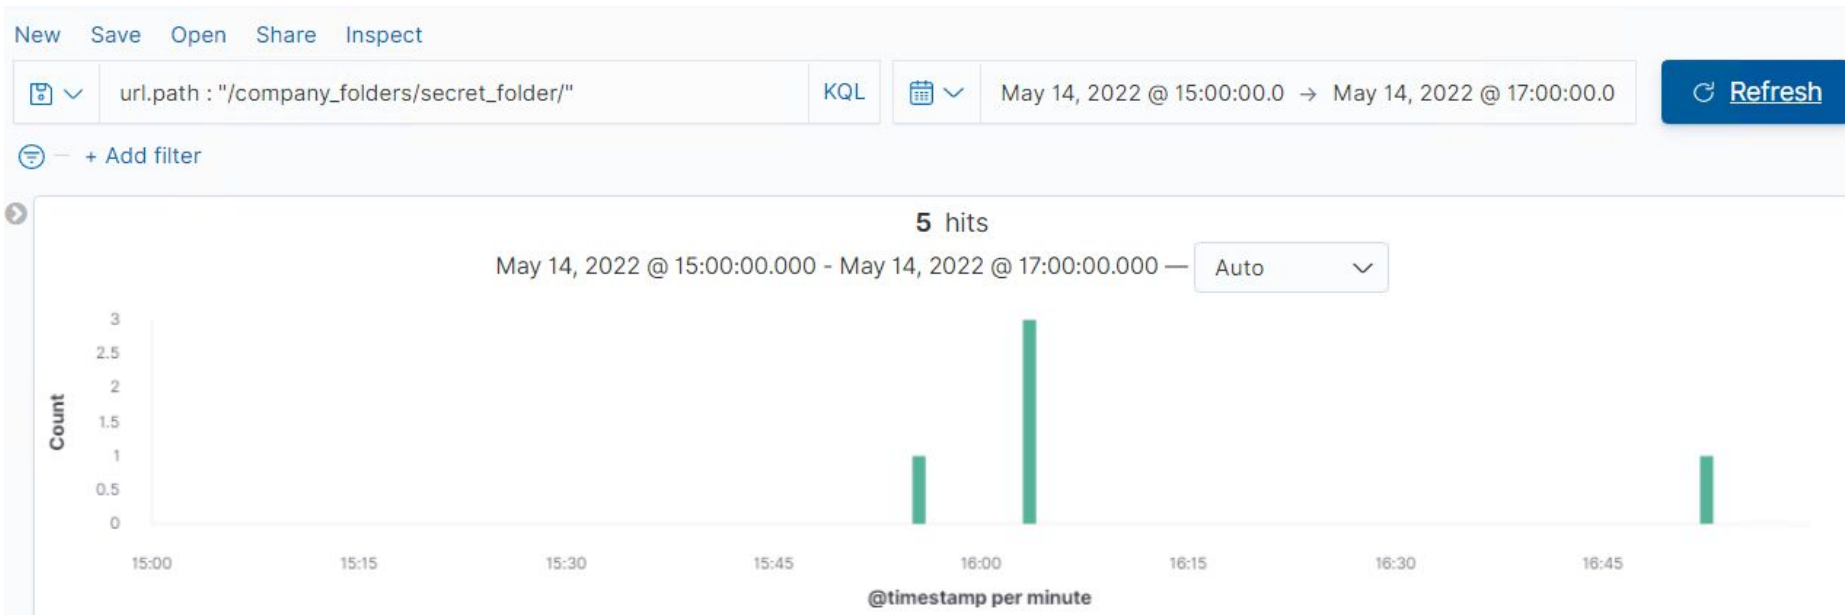 New Save Open Share Inspect
url.path : "/company_folders/secret_folder/" KQL May 14, 2022 @ 15:00:00.0 → May 14, 2022 @ 17:00:00.0 Refresh
+ Add filter
5 hits
May 14, 2022 @ 15:00:00.000 - May 14, 2022 @ 17:00:00.000 — Auto
3
2.5
2
1.5
1
0.5
0
Count
15:00 15:15 15:30 15:45 16:00 16:15 16:30 16:45
@timestamp per minute